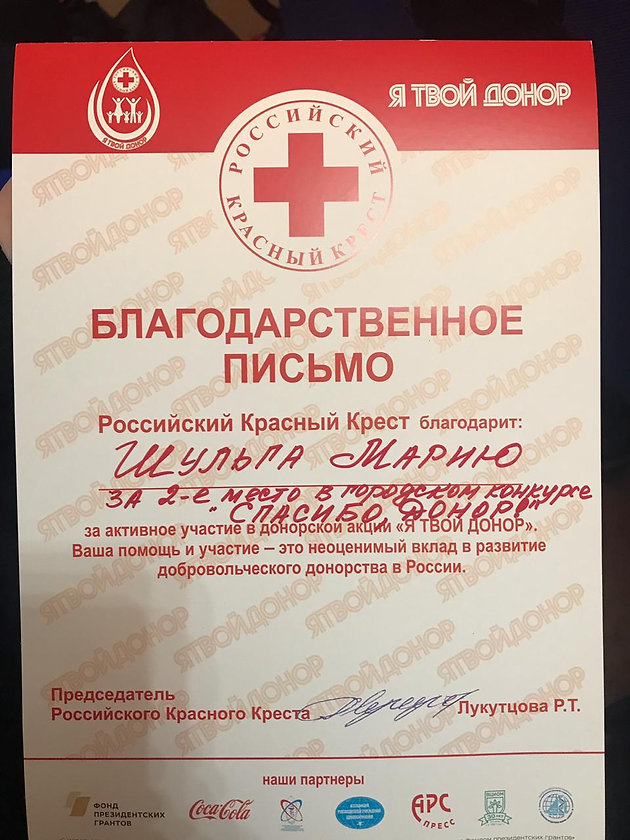 Я ТВОЙ ДОНОР
Я ТВОЙ ДОНОР
РОССИЙСКИЙ
КРАСНЫЙ КРЕСТ
БЛАГОДАРСТВЕННОЕ
ПИСЬМО
Российский Красный Крест благодарит:
Шульга Марию
за 2-е место в городском конкурсе
"Спасибо, донор!"
за активное участие в донорской акции «Я ТВОЙ ДОНОР».
Ваша помощь и участие – это неоценимый вклад в развитие
добровольческого донорства в России.
Председатель
Российского Красного Креста Лукутцова Р.Т.
наши партнеры
ФОНД
ПРЕЗИДЕНТСКИХ
ГРАНТОВ
Coca-Cola
АРС
ПРЕСС